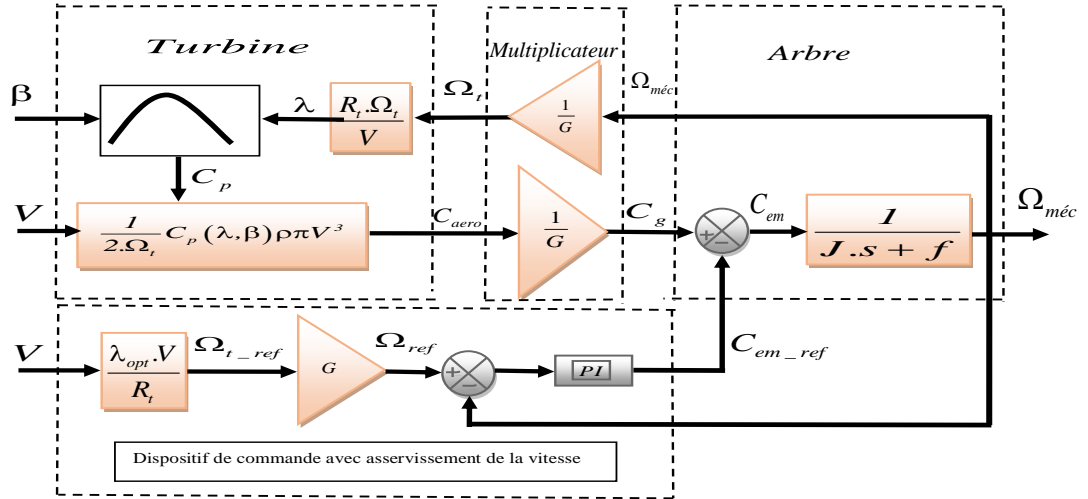 Turbine
Multiplicateur
Arbre
β
λ
R_t.Ω_t
V
Ω_t
1
G
Ω_méc
C_p
V
1
2.Ω_t
C_p (λ,β)ρπV³
C_aero
1
G
C_g
+
−
C_em
1
J.s + f
Ω_méc
V
λ_opt.V
R_t
Ω_t_ref
G
Ω_ref
+
−
PI
C_em_ref
Dispositif de commande avec asservissement de la vitesse